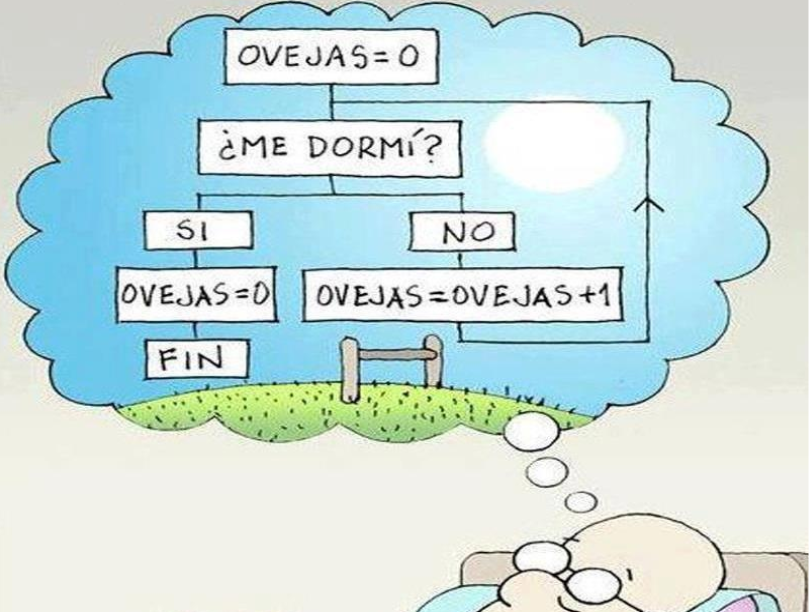 OVEJAS=0
¿ME DORMÍ?
SI
NO
OVEJAS=0
OVEJAS=OVEJAS+1
FIN